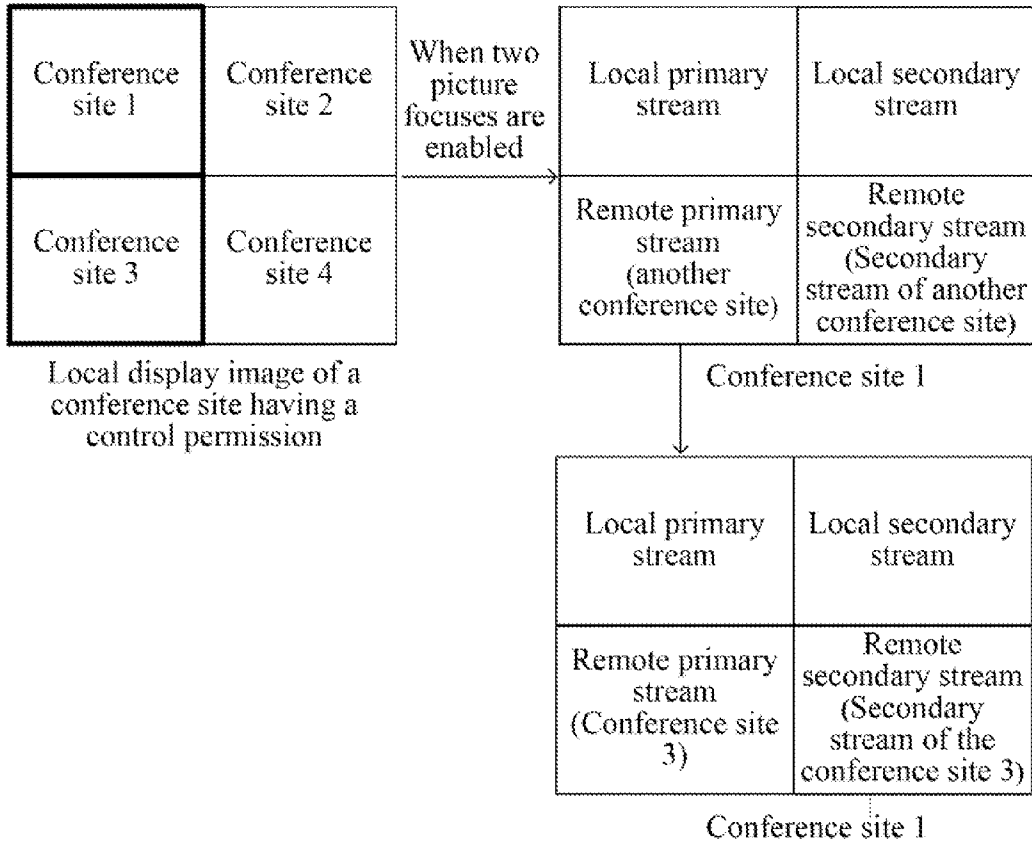 Conference
site 1
Conference
site 2
Conference
site 3
Conference
site 4
Local display image of a
conference site having a
control permission
When two
picture
focuses are
enabled
Local primary
stream
Local secondary
stream
Remote primary
stream
(another
conference site)
Remote
secondary stream
(Secondary
stream of another
conference site)
Conference site 1
Local primary
stream
Local secondary
stream
Remote primary
stream
(Conference site
3)
Remote
secondary stream
(Secondary
stream of the
conference site 3)
Conference site 1